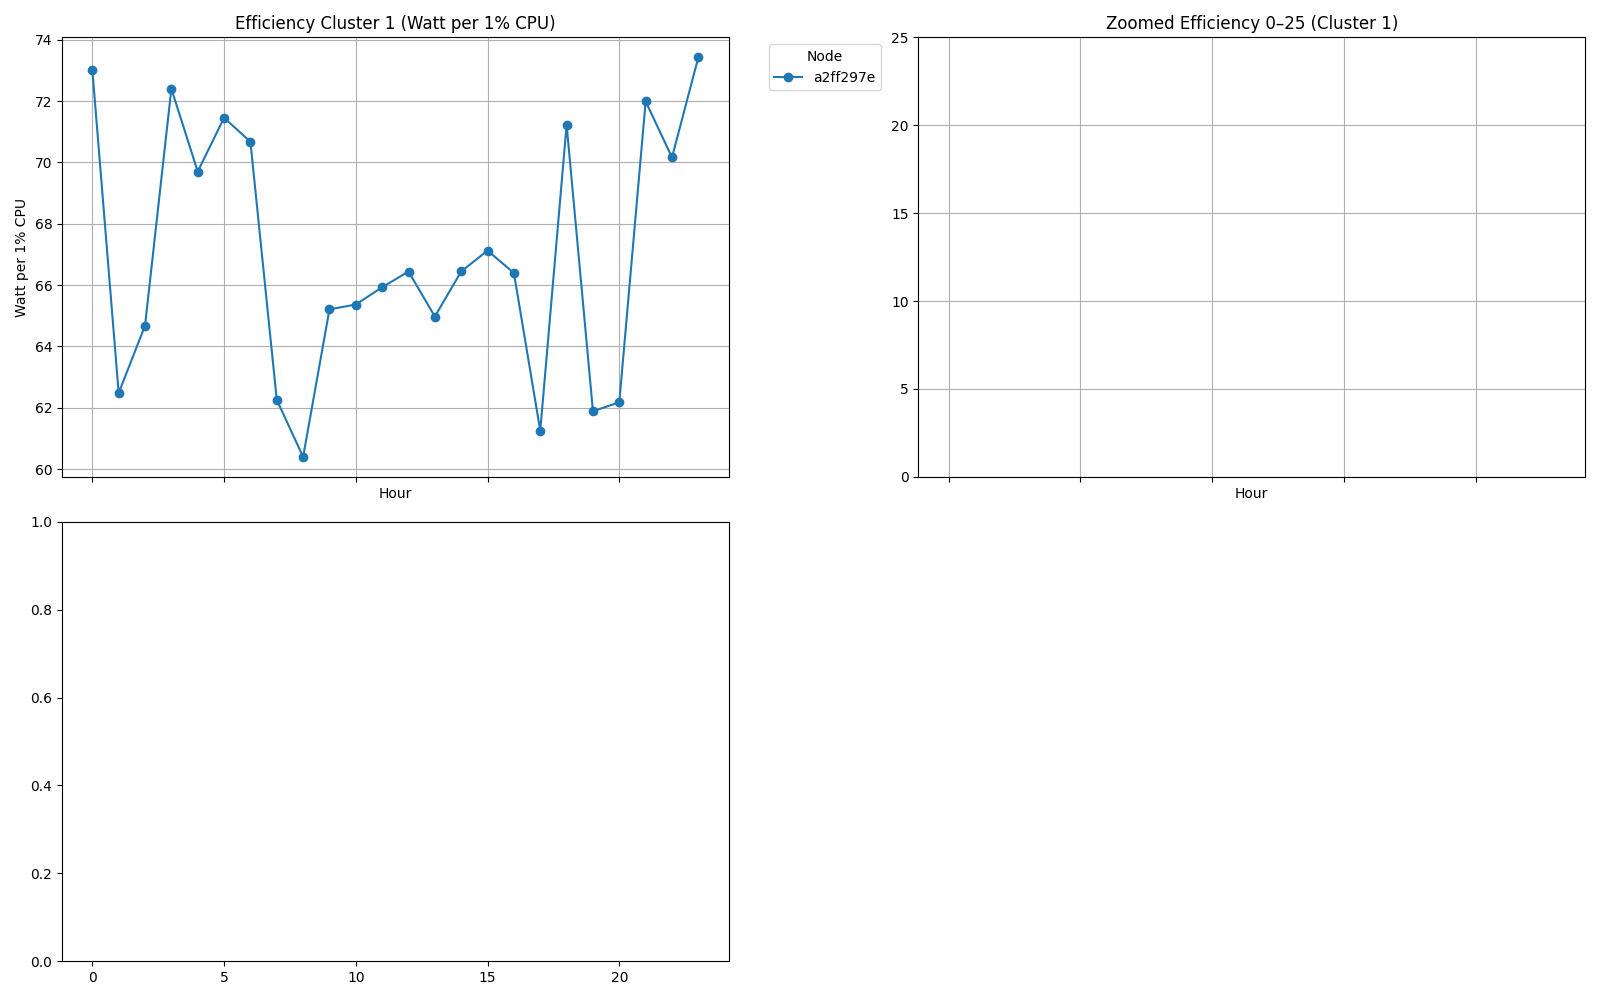 Efficiency Cluster 1 (Watt per 1% CPU)
74
72
70
68
66
64
62
60
Watt per 1% CPU
Hour
Node
a2ff297e
Zoomed Efficiency 0–25 (Cluster 1)
25
20
15
10
5
0
Hour
1.0
0.8
0.6
0.4
0.2
0.0
0 5 10 15 20